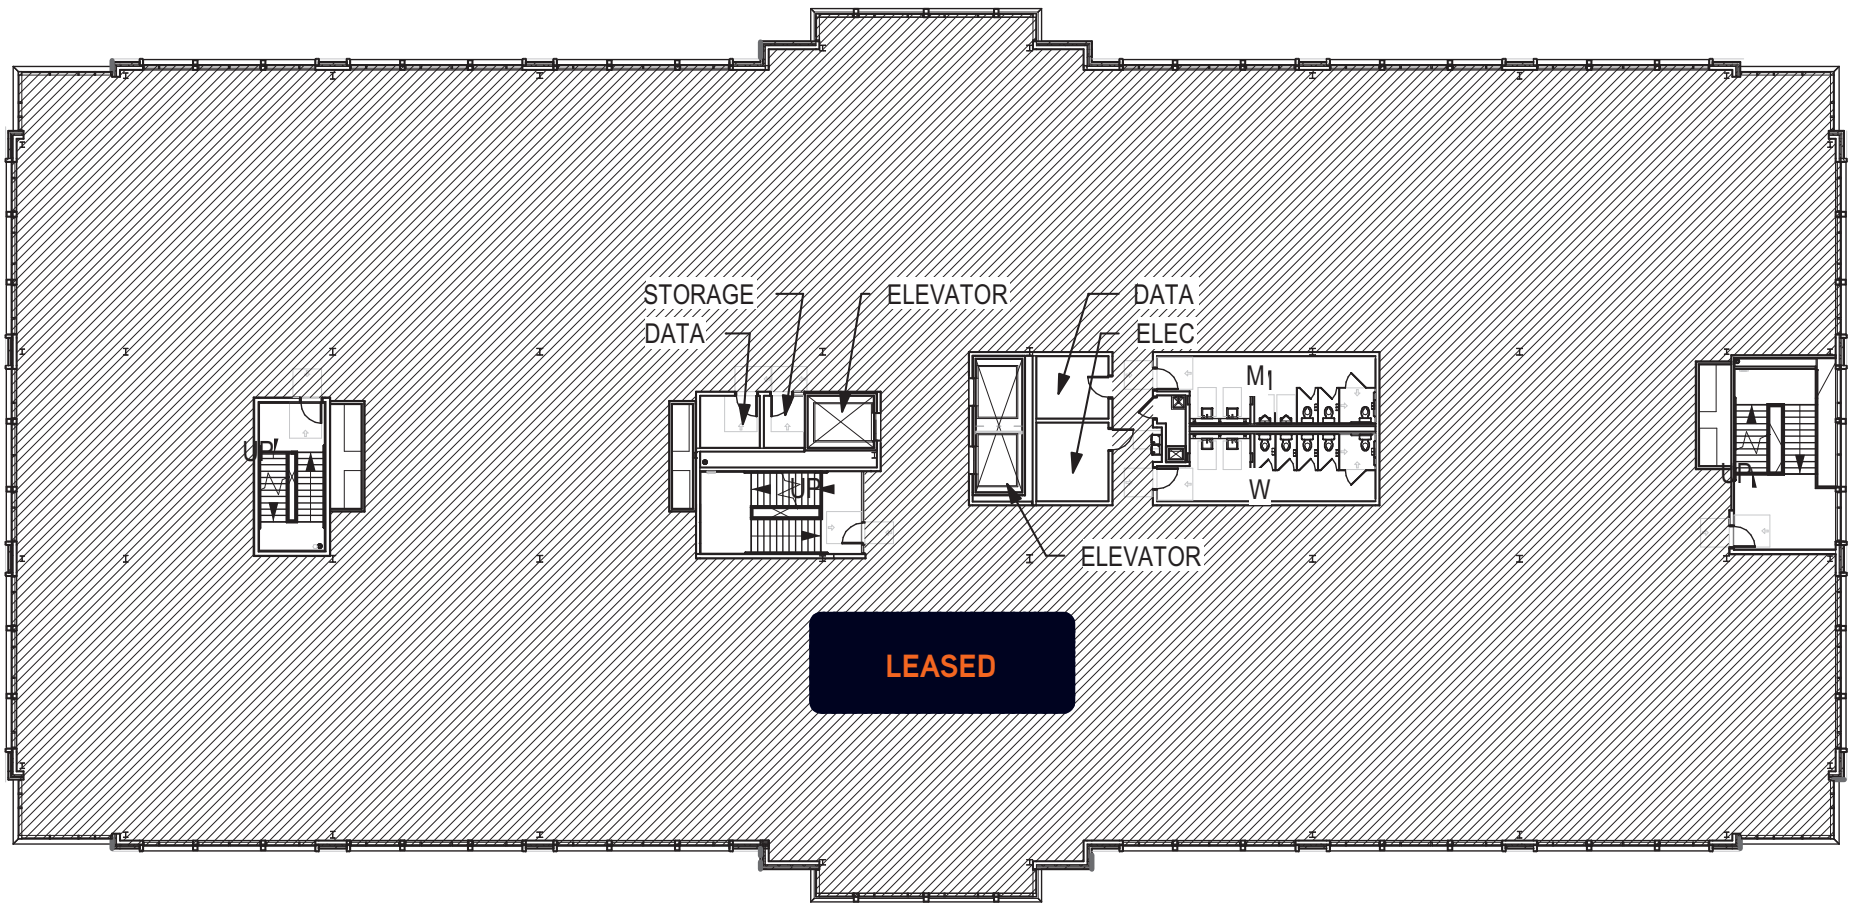 STORAGE
ELEVATOR
DATA
DATA
ELEC
M
W
UP
UP
UP
ELEVATOR
LEASED